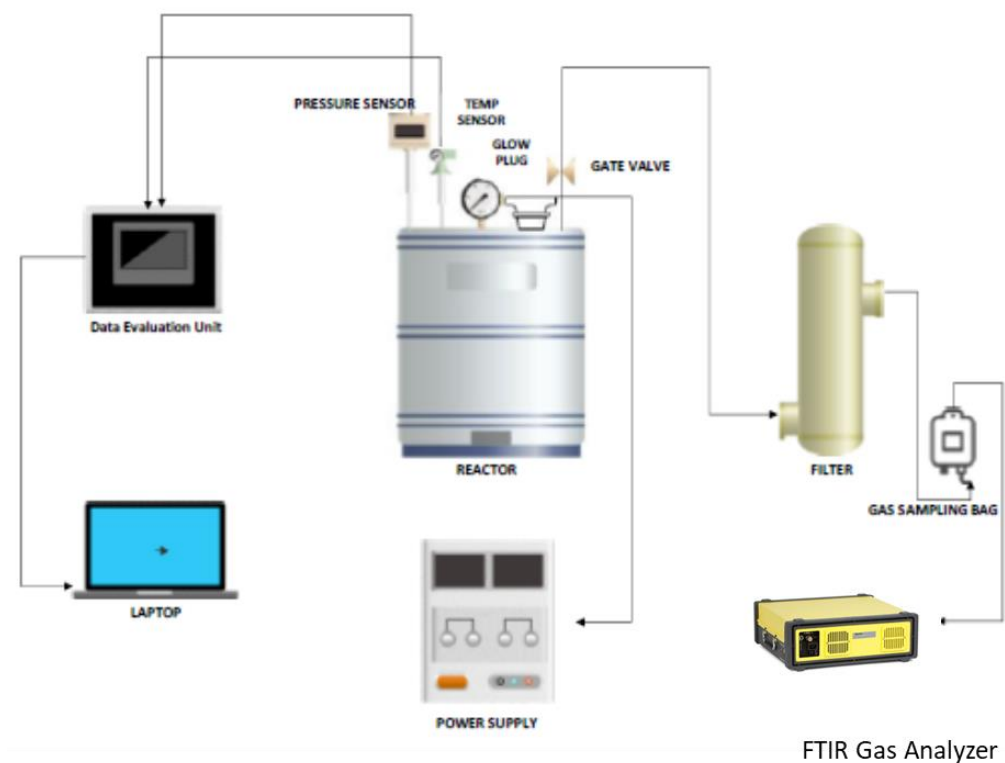 PRESSURE SENSOR
TEMP
SENSOR
GLOW
PLUG
GATE VALVE
Data Evaluation Unit
REACTOR
FILTER
GAS SAMPLING BAG
LAPTOP
POWER SUPPLY
FTIR Gas Analyzer